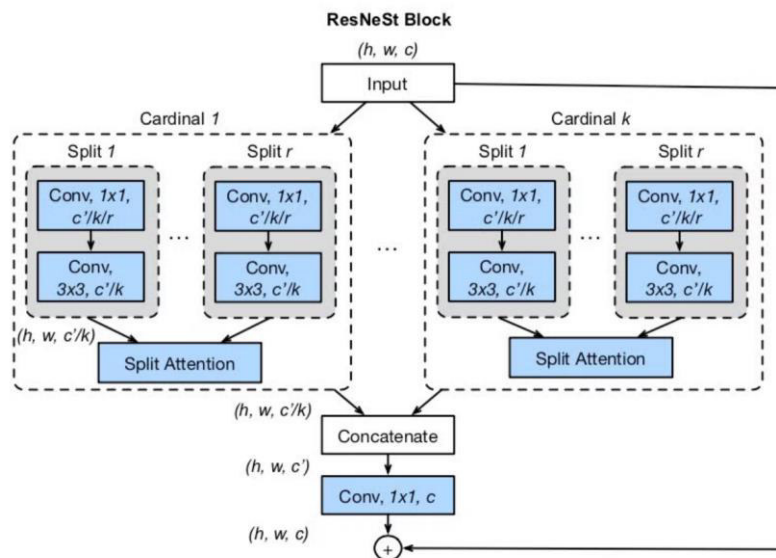 ResNeSt Block
(h, w, c)
Input
Cardinal 1
Cardinal k
Split 1
Split r
Split 1
Split r
Conv, 1x1,
c'/k/r
Conv, 1x1,
c'/k/r
Conv, 1x1,
c'/k/r
Conv, 1x1,
c'/k/r
...
...
...
Conv,
3x3, c'/k
Conv,
3x3, c'/k
Conv,
3x3, c'/k
Conv,
3x3, c'/k
(h, w, c'/k)
Split Attention
Split Attention
(h, w, c'/k)
Concatenate
(h, w, c')
Conv, 1x1, c
(h, w, c)
+